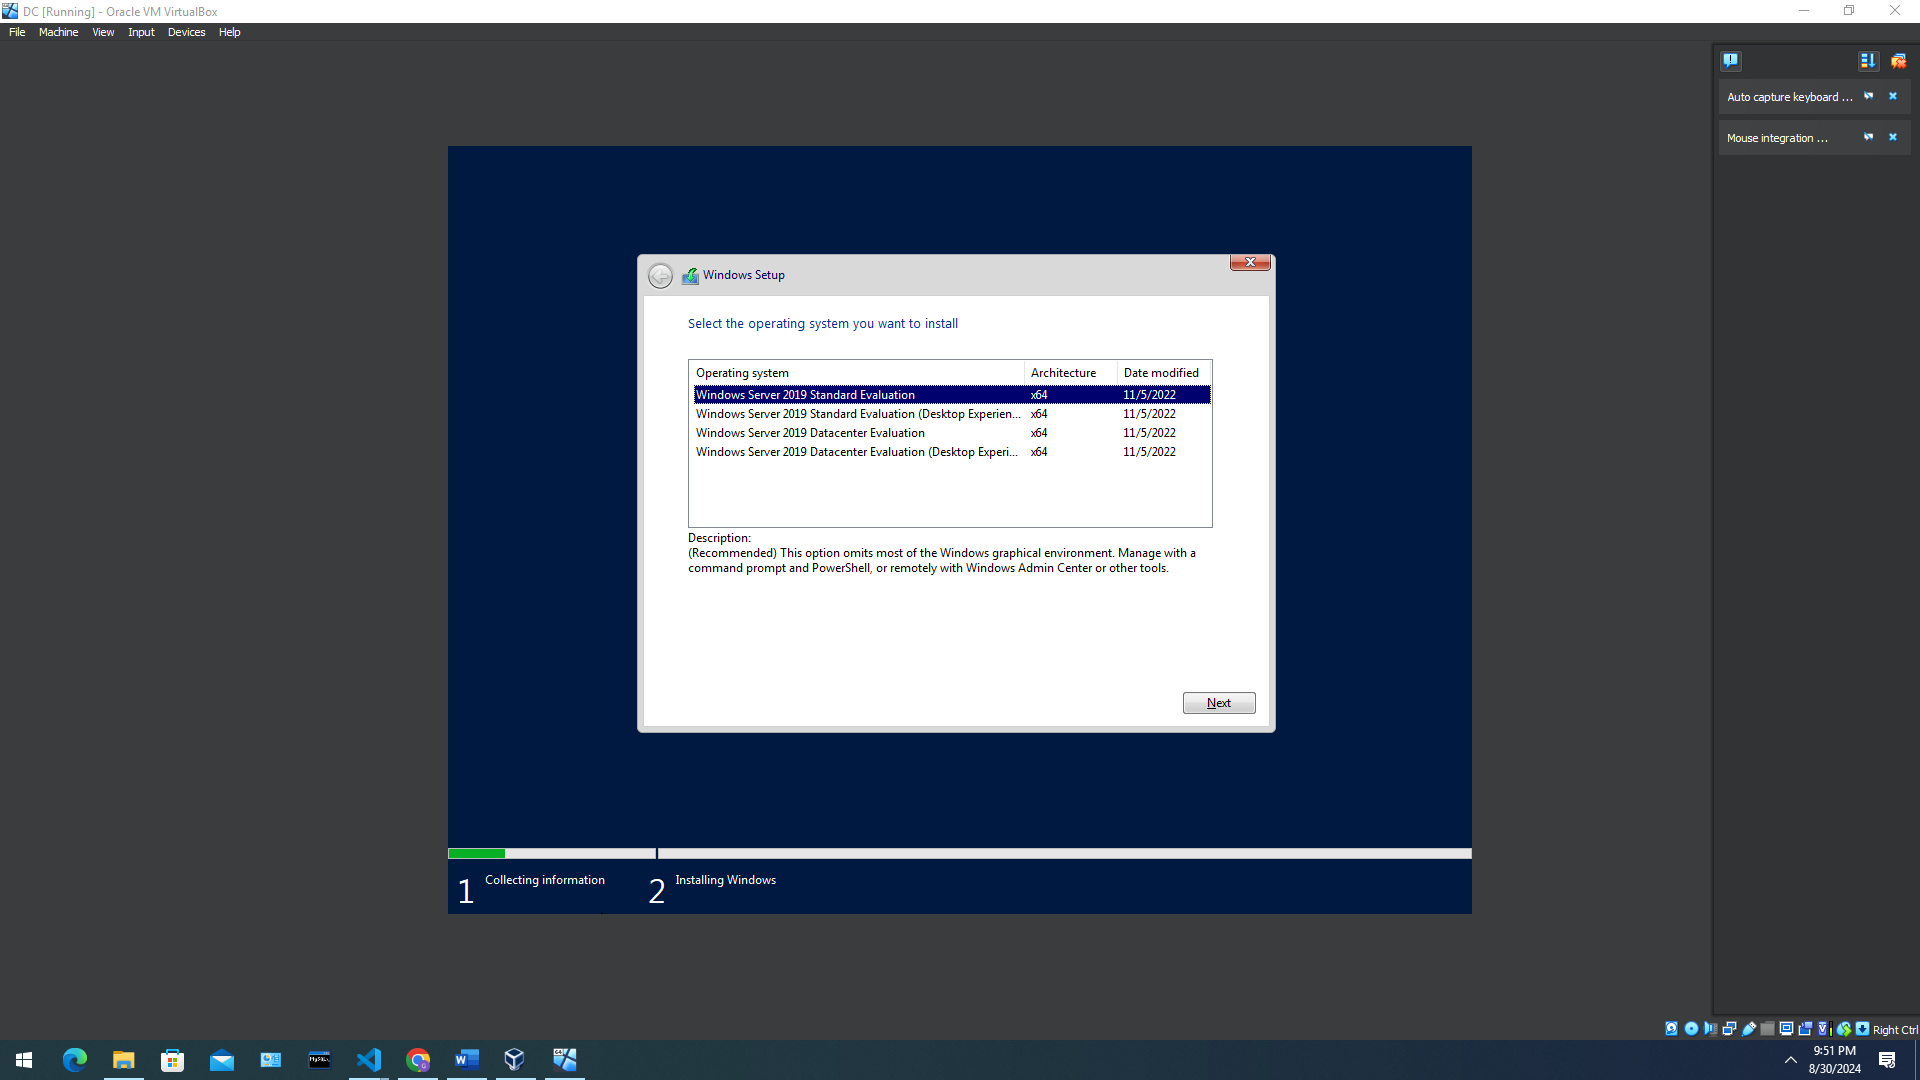 DC [Running] - Oracle VM VirtualBox
File Machine View Input Devices Help
Auto capture keyboard ...
Mouse integration ...
Windows Setup
Select the operating system you want to install
Operating system Architecture Date modified
Windows Server 2019 Standard Evaluation x64 11/5/2022
Windows Server 2019 Standard Evaluation (Desktop Experien... x64 11/5/2022
Windows Server 2019 Datacenter Evaluation x64 11/5/2022
Windows Server 2019 Datacenter Evaluation (Desktop Experi... x64 11/5/2022
Description:
(Recommended) This option omits most of the Windows graphical environment. Manage with a
command prompt and PowerShell, or remotely with Windows Admin Center or other tools.
Next
1 Collecting information 2 Installing Windows
Right Ctrl
9:51 PM
8/30/2024